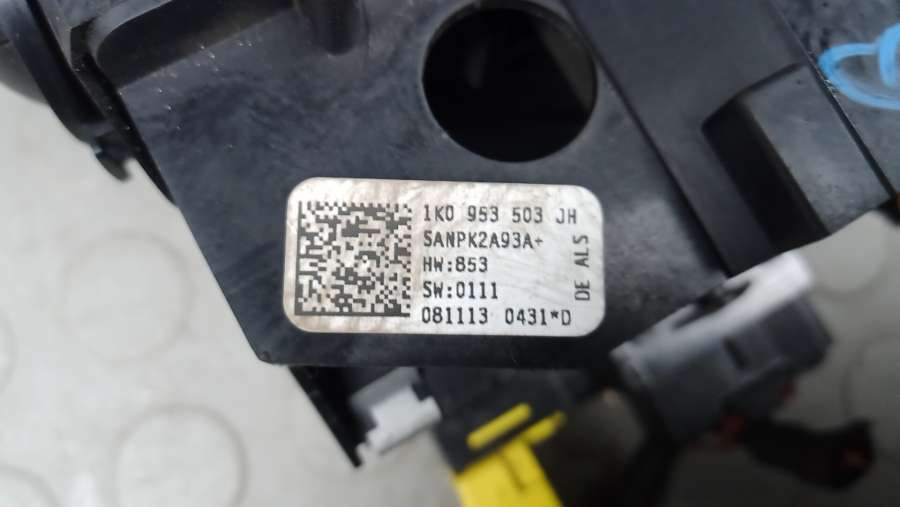 1K0 953 503 JH
SANPK2A93A+
HW:853
SW:0111
081113 0431*D
DE ALS